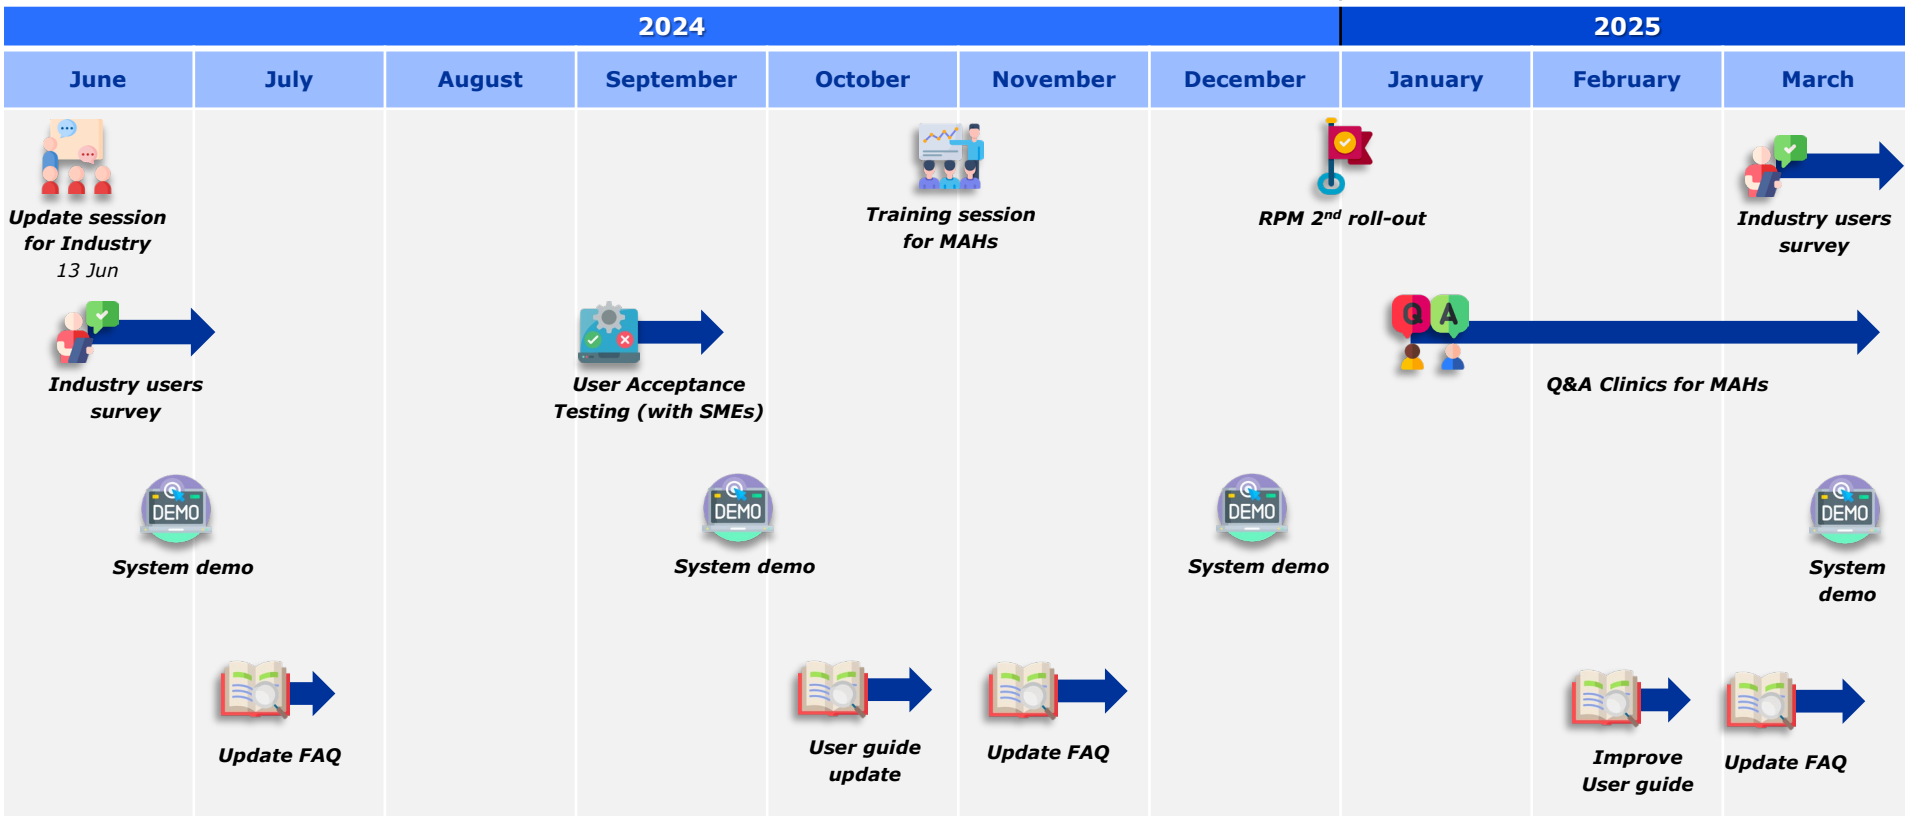 2024
2025
June
July
August
September
October
November
December
January
February
March
Update session
for Industry
13 Jun
Training session
for MAHs
RPM 2nd roll-out
Industry users
survey
Industry users
survey
User Acceptance
Testing (with SMEs)
Q A
Q&A Clinics for MAHs
DEMO
System demo
DEMO
System demo
DEMO
System demo
DEMO
System
demo
Update FAQ
User guide
update
Update FAQ
Improve
User guide
Update FAQ